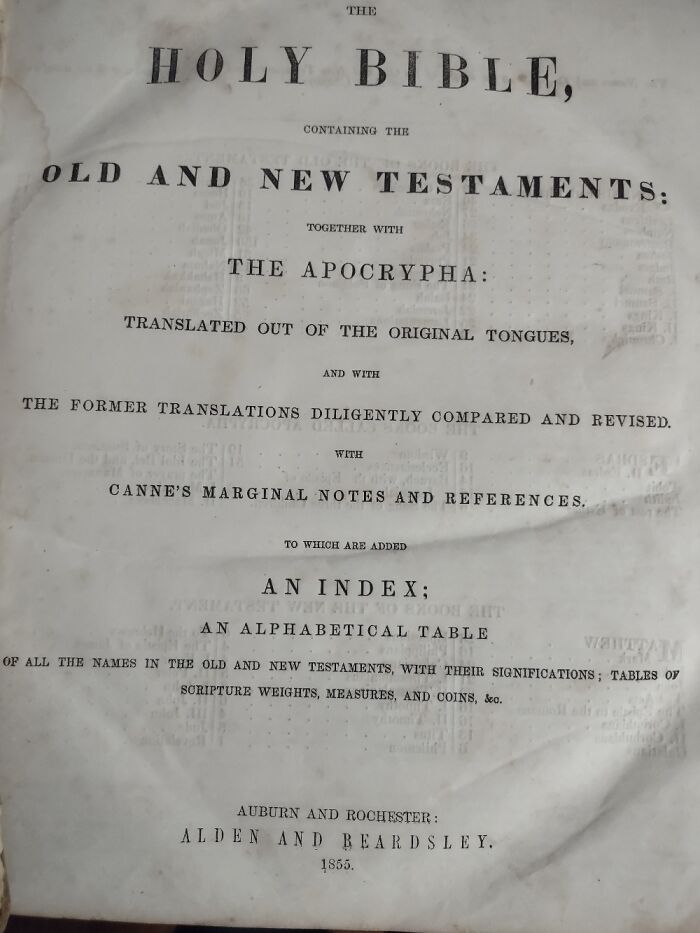 THE
HOLY BIBLE,
CONTAINING THE
OLD AND NEW TESTAMENTS:
TOGETHER WITH
THE APOCRYPHA:
TRANSLATED OUT OF THE ORIGINAL TONGUES,
AND WITH
THE FORMER TRANSLATIONS DILIGENTLY COMPARED AND REVISED.
WITH
CANNE'S MARGINAL NOTES AND REFERENCES.
TO WHICH ARE ADDED
AN INDEX;
AN ALPHABETICAL TABLE
OF ALL THE NAMES IN THE OLD AND NEW TESTAMENTS, WITH THEIR SIGNIFICATIONS; TABLES OF
SCRIPTURE WEIGHTS, MEASURES, AND COINS, &c.
AUBURN AND ROCHESTER:
ALDEN AND BEARDSLEY.
1855.